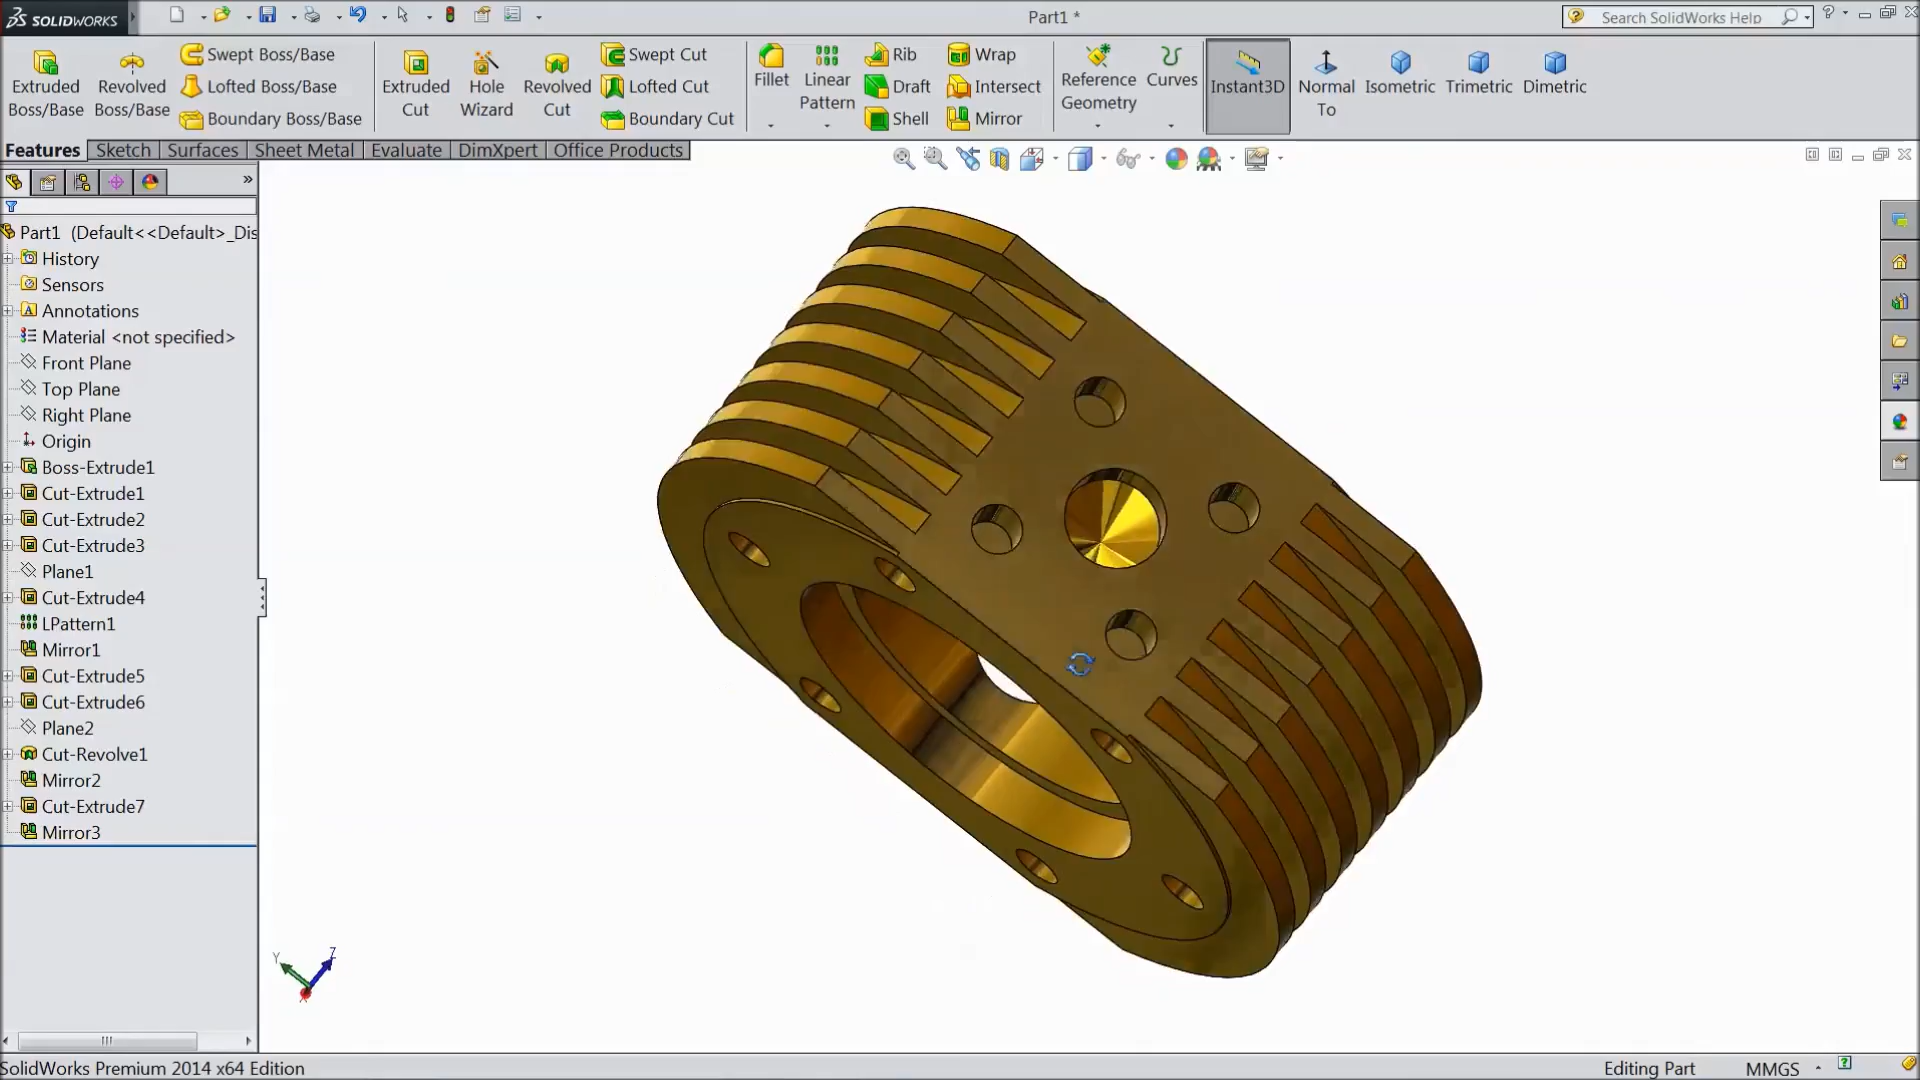 SOLIDWORKS
Part1 *
Search SolidWorks Help
Extruded Boss/Base
Revolved Boss/Base
Swept Boss/Base
Lofted Boss/Base
Boundary Boss/Base
Extruded Cut
Hole Wizard
Revolved Cut
Swept Cut
Lofted Cut
Boundary Cut
Fillet
Linear Pattern
Rib
Draft
Shell
Wrap
Intersect
Mirror
Reference Geometry
Curves
Instant3D
Normal To
Isometric
Trimetric
Dimetric
Features
Sketch
Surfaces
Sheet Metal
Evaluate
DimXpert
Office Products
Part1 (Default<<Default>_Dis
History
Sensors
Annotations
Material <not specified>
Front Plane
Top Plane
Right Plane
Origin
Boss-Extrude1
Cut-Extrude1
Cut-Extrude2
Cut-Extrude3
Plane1
Cut-Extrude4
LPattern1
Mirror1
Cut-Extrude5
Cut-Extrude6
Plane2
Cut-Revolve1
Mirror2
Cut-Extrude7
Mirror3
Y
Z
X
SolidWorks Premium 2014 x64 Edition
Editing Part
MMGS